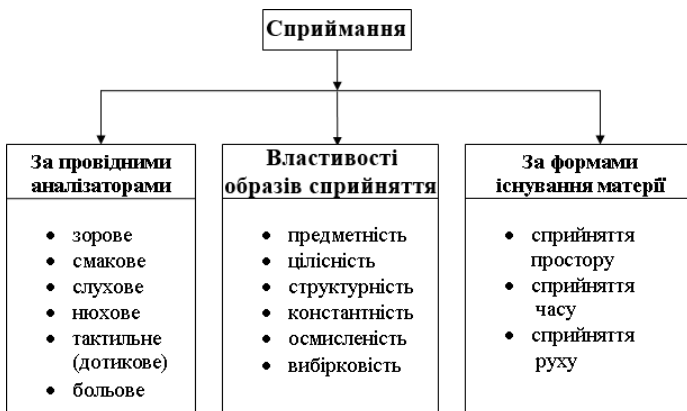 Сприймання
За провідними
аналізаторами
• зорове
• смакове
• слухове
• нюхове
• тактильне
(дотикове)
• больове
Властивості
образів сприйняття
• предметність
• цілісність
• структурність
• константність
• осмисленість
• вибірковість
За формами
існування матерії
• сприйняття
простору
• сприйняття
часу
• сприйняття
руху